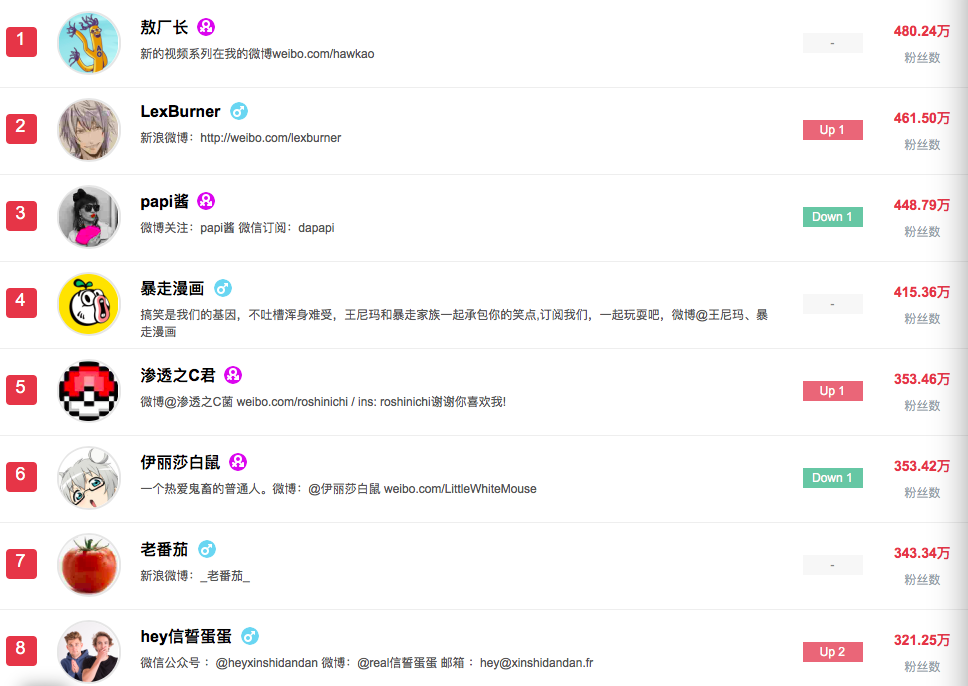 1
敖厂长
新的视频系列在我的微博weibo.com/hawkao
-
480.24万
粉丝数
2
LexBurner
新浪微博：http://weibo.com/lexburner
Up 1
461.50万
粉丝数
3
papi酱
微博关注：papi酱 微信订阅：dapapi
Down 1
448.79万
粉丝数
4
暴走漫画
搞笑是我们的基因，不吐槽浑身难受，王尼玛和暴走家族一起承包你的笑点,订阅我们，一起玩耍吧，微博@王尼玛、暴
走漫画
-
415.36万
粉丝数
5
渗透之C君
微博@渗透之C菌 weibo.com/roshinichi / ins: roshinichi谢谢你喜欢我!
Up 1
353.46万
粉丝数
6
伊丽莎白鼠
一个热爱鬼畜的普通人。微博：@伊丽莎白鼠 weibo.com/LittleWhiteMouse
Down 1
353.42万
粉丝数
7
老番茄
新浪微博：_老番茄_
-
343.34万
粉丝数
8
hey信誓蛋蛋
微信公众号 ：@heyxinshidandan 微博：@real信誓蛋蛋 邮箱 ：hey@xinshidandan.fr
Up 2
321.25万
粉丝数